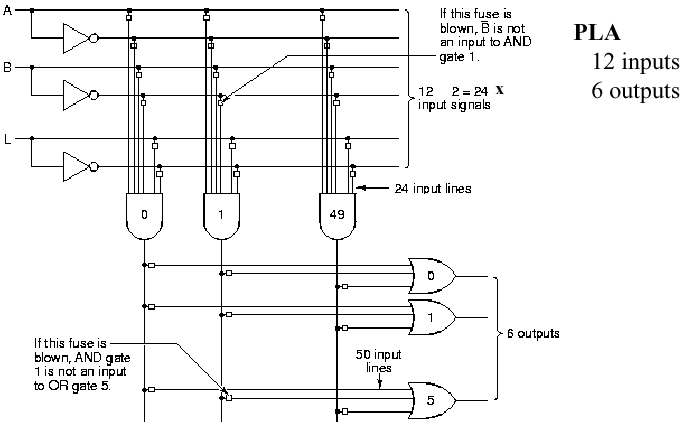 A
B
L
If this fuse is
blown, B̅ is not
an input to AND
gate 1.
PLA
12 inputs
6 outputs
12 2 = 24 x
input signals
24 input lines
0
1
49
0
1
5
6 outputs
50 input
lines
If this fuse is
blown, AND gate
1 is not an input
to OR gate 5.